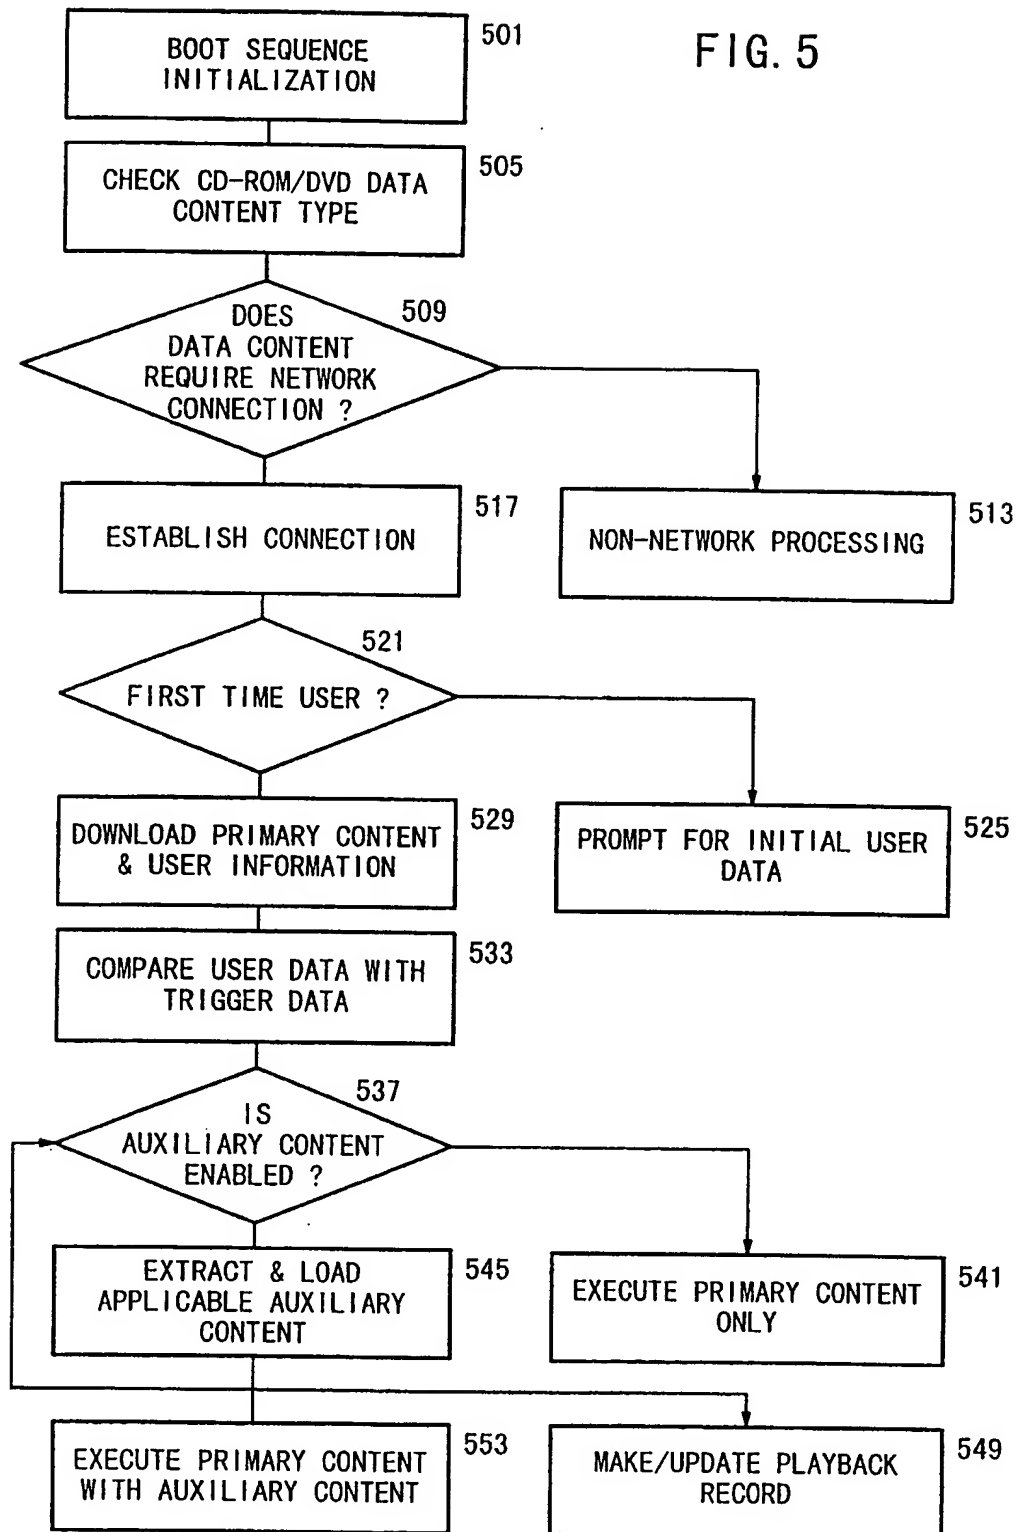 FIG. 5
BOOT SEQUENCE
INITIALIZATION
501
CHECK CD-ROM/DVD DATA
CONTENT TYPE
505
DOES
DATA CONTENT
REQUIRE NETWORK
CONNECTION ?
509
ESTABLISH CONNECTION
517
NON-NETWORK PROCESSING
513
FIRST TIME USER ?
521
DOWNLOAD PRIMARY CONTENT
& USER INFORMATION
529
PROMPT FOR INITIAL USER
DATA
525
COMPARE USER DATA WITH
TRIGGER DATA
533
IS
AUXILIARY CONTENT
ENABLED ?
537
EXTRACT & LOAD
APPLICABLE AUXILIARY
CONTENT
545
EXECUTE PRIMARY CONTENT
ONLY
541
EXECUTE PRIMARY CONTENT
WITH AUXILIARY CONTENT
553
MAKE/UPDATE PLAYBACK
RECORD
549